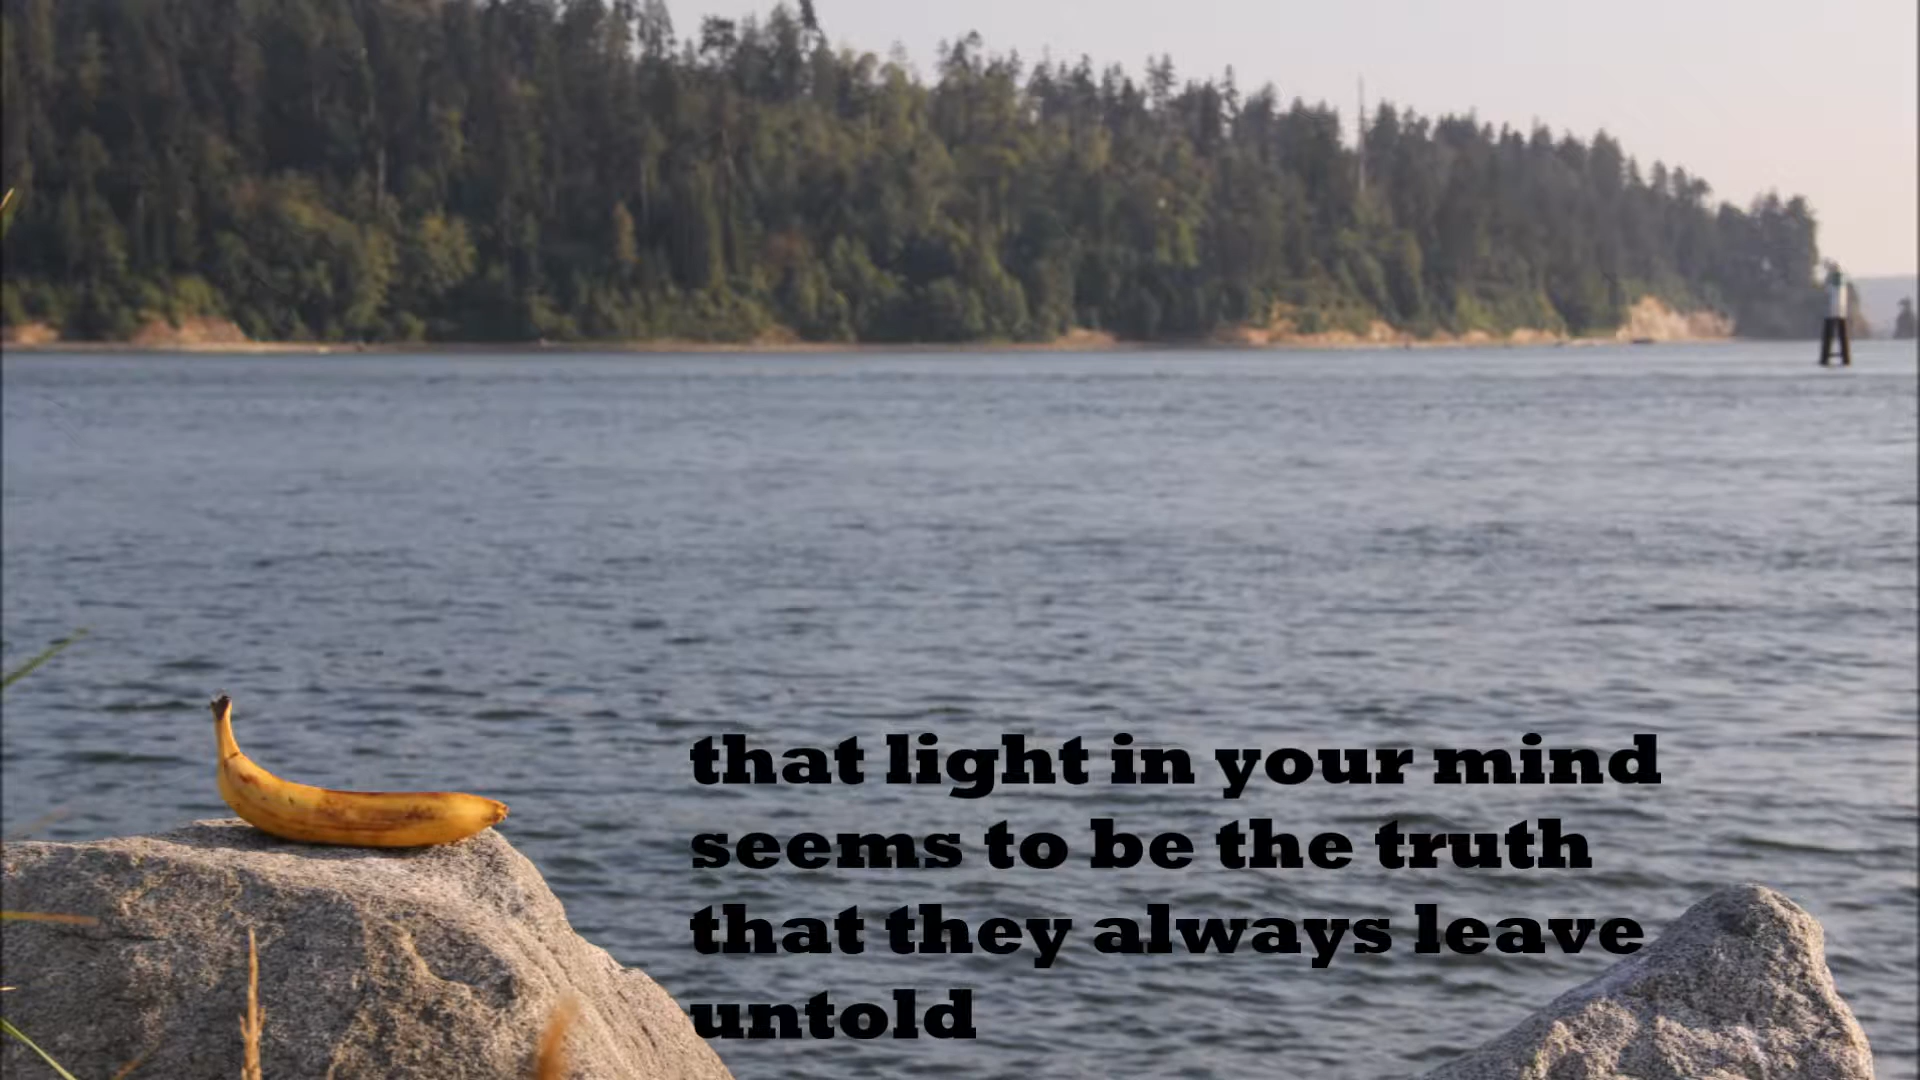 that light in your mind
seems to be the truth
that they always leave
untold